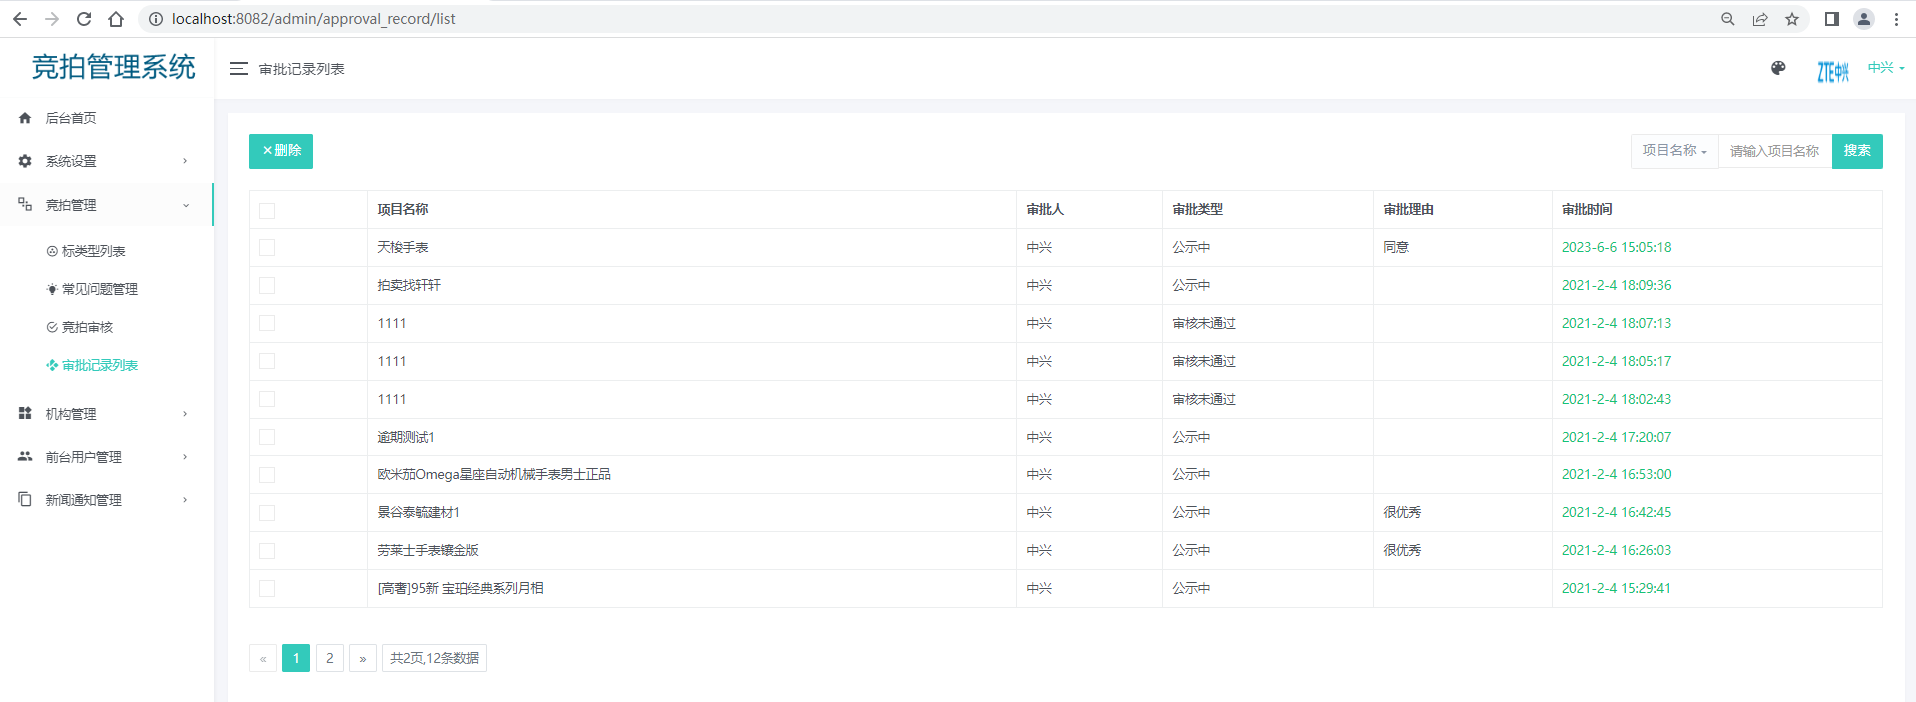 localhost:8082/admin/approval_record/list
竞拍管理系统
审批记录列表
ZTE中兴
中兴
后台首页
系统设置
竞拍管理
标类型列表
常见问题管理
竞拍审核
审批记录列表
机构管理
前台用户管理
新闻通知管理
×删除
项目名称
请输入项目名称
搜索
项目名称 审批人 审批类型 审批理由 审批时间
天梭手表 中兴 公示中 同意 2023-6-6 15:05:18
拍卖找轩轩 中兴 公示中 2021-2-4 18:09:36
1111 中兴 审核未通过 2021-2-4 18:07:13
1111 中兴 审核未通过 2021-2-4 18:05:17
1111 中兴 审核未通过 2021-2-4 18:02:43
逾期测试1 中兴 公示中 2021-2-4 17:20:07
欧米茄Omega星座自动机械手表男士正品 中兴 公示中 2021-2-4 16:53:00
景谷泰毓建材1 中兴 公示中 很优秀 2021-2-4 16:42:45
劳莱士手表镶金版 中兴 公示中 很优秀 2021-2-4 16:26:03
[高奢]95新 宝珀经典系列月相 中兴 公示中 2021-2-4 15:29:41
« 1 2 » 共2页,12条数据